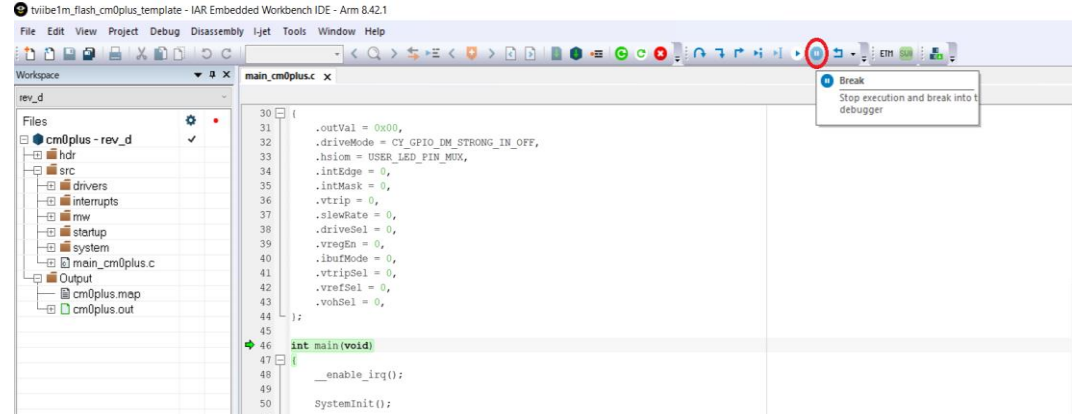 tviibe1m_flash_cm0plus_template - IAR Embedded Workbench IDE - Arm 8.42.1
File Edit View Project Debug Disassembly I-jet Tools Window Help
ETM SWO
Workspace
main_cm0plus.c x
rev_d
Break
Stop execution and break into t
debugger
Files
cm0plus - rev_d
hdr
src
drivers
interrupts
mw
startup
system
main_cm0plus.c
Output
cm0plus.map
cm0plus.out
30 {
31 .outVal = 0x00,
32 .driveMode = CY_GPIO_DM_STRONG_IN_OFF,
33 .hsiom = USER_LED_PIN_MUX,
34 .intEdge = 0,
35 .intMask = 0,
36 .vtrip = 0,
37 .slewRate = 0,
38 .driveSel = 0,
39 .vregEn = 0,
40 .ibufMode = 0,
41 .vtripSel = 0,
42 .vrefSel = 0,
43 .vohSel = 0,
44 };
45
46 int main(void)
47 {
48 __enable_irq();
49
50 SystemInit();